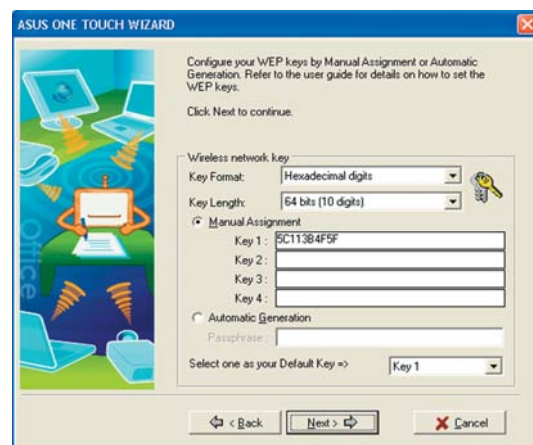 ASUS ONE TOUCH WIZARD
Configure your WEP keys by Manual Assignment or Automatic
Generation. Refer to the user guide for details on how to set the
WEP keys.
Click Next to continue.
Wireless network key
Key Format: Hexadecimal digits
Key Length: 64 bits (10 digits)
Manual Assignment
Key 1 : 5C113B4F5F
Key 2 :
Key 3 :
Key 4 :
Automatic Generation
Passphrase :
Select one as your Default Key => Key 1
Office
< Back Next > Cancel